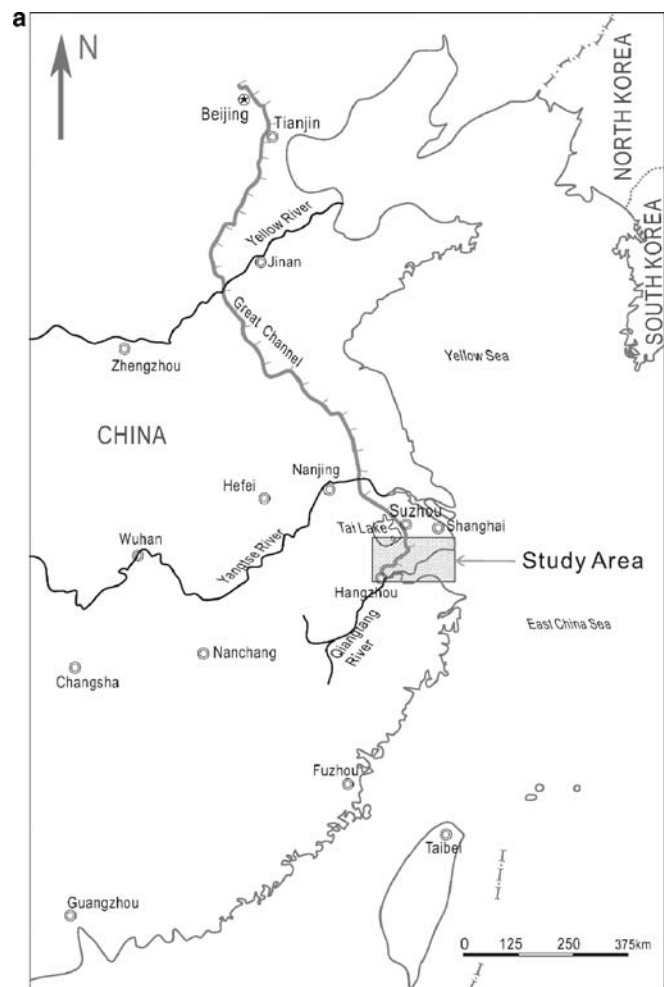 a
N
Beijing
Tianjin
NORTH KOREA
SOUTH KOREA
Yellow River
Jinan
Great Channel
Zhengzhou
Yellow Sea
CHINA
Nanjing
Hefei
Suzhou
Tai Lake
Shanghai
Wuhan
Yangtse River
Study Area
Hangzhou
East China Sea
Qiangtang
River
Nanchang
Changsha
Fuzhou
Taibei
Guangzhou
0 125 250 375km